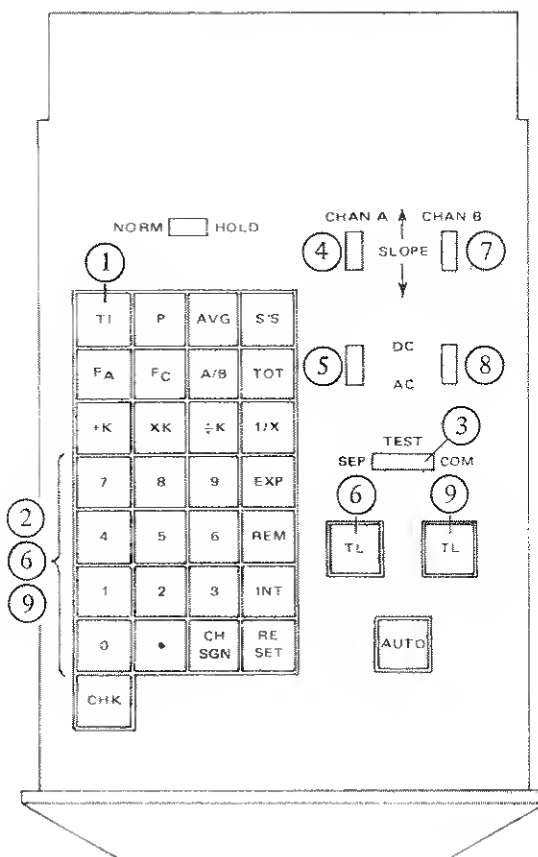 CHAN A CHAN B
NORM HOLD
4 SLOPE 7
1
TI P AVG S'S
DC
5 8
FA FC A/B TOT
AC
+K XK ÷K 1/X
3
TEST
SEP COM
7 8 9 EXP
6 9
2
4 5 6 REM
TL TL
6
9
1 2 3 INT
0 • CH SGN RE SET
AUTO
CHK